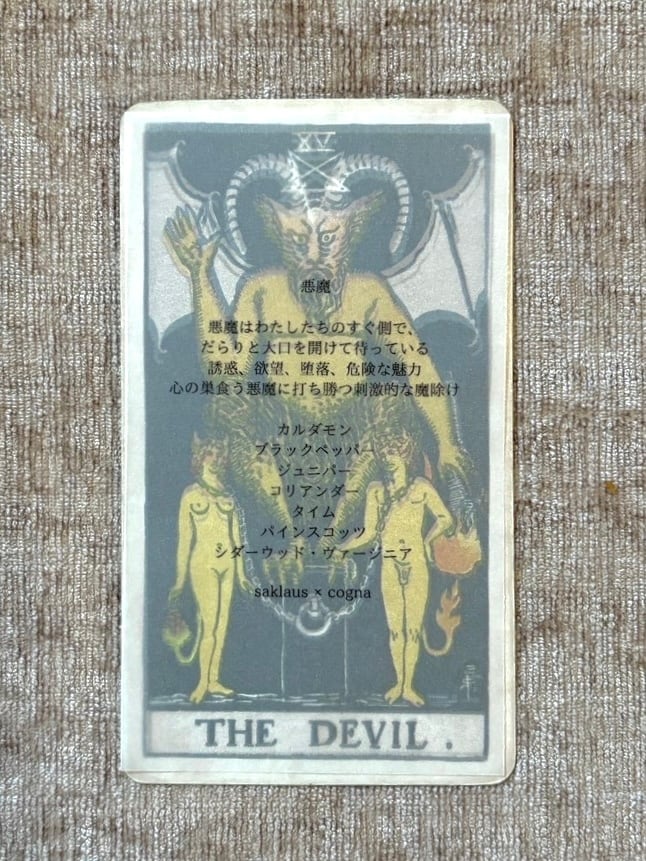 XV
悪魔
悪魔はわたしたちのすぐ側で、
だらりと大口を開けて待っている
誘惑、欲望、堕落、危険な魅力
心の巣食う悪魔に打ち勝つ刺激的な魔除け
カルダモン
ブラックペッパー
ジュニパー
コリアンダー
タイム
パインスコッツ
シダーウッド・ヴァージニア
saklaus × cogna
THE DEVIL.